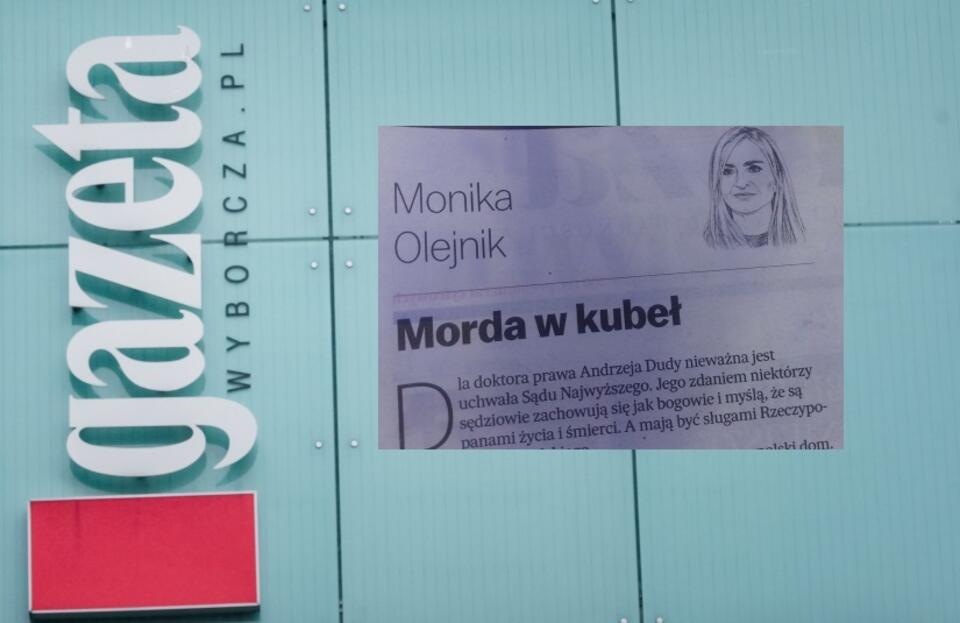 gazeta
WYBORCZA.PL
Monika
Olejnik
Morda w kubeł
Dla doktora prawa Andrzeja Dudy nieważna jest
uchwała Sądu Najwyższego. Jego zdaniem niektórzy
sędziowie zachowują się jak bogowie i myślą, że są
panami życia i śmierci. A mają być sługami Rzeczypo-
dom.